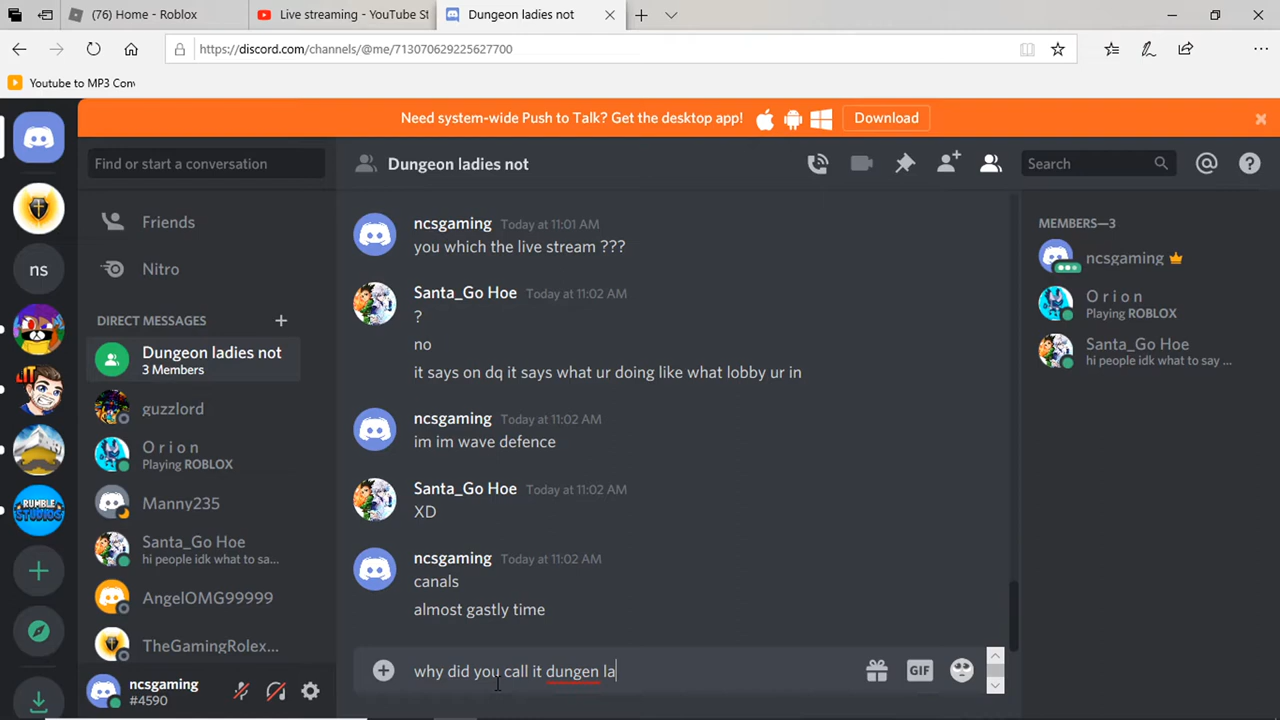 (76) Home - Roblox
Live streaming - YouTube St
Dungeon ladies not
https://discord.com/channels/@me/713070629225627700
Youtube to MP3 Conv
Need system-wide Push to Talk? Get the desktop app!
Download
Find or start a conversation
Dungeon ladies not
Search
Friends
Nitro
ns
DIRECT MESSAGES
Dungeon ladies not
3 Members
guzzlord
O r i o n
Playing ROBLOX
Manny235
Santa_Go Hoe
hi people idk what to sa...
AngelOMG99999
TheGamingRolex...
LIT
RUMBLE
STUDIOS
ncsgaming
#4590
ncsgaming Today at 11:01 AM
you which the live stream ???
Santa_Go Hoe Today at 11:02 AM
?
no
it says on dq it says what ur doing like what lobby ur in
ncsgaming Today at 11:02 AM
im im wave defence
Santa_Go Hoe Today at 11:02 AM
XD
ncsgaming Today at 11:02 AM
canals
almost gastly time
why did you call it dungen la
GIF
MEMBERS—3
ncsgaming
O r i o n
Playing ROBLOX
Santa_Go Hoe
hi people idk what to say ...